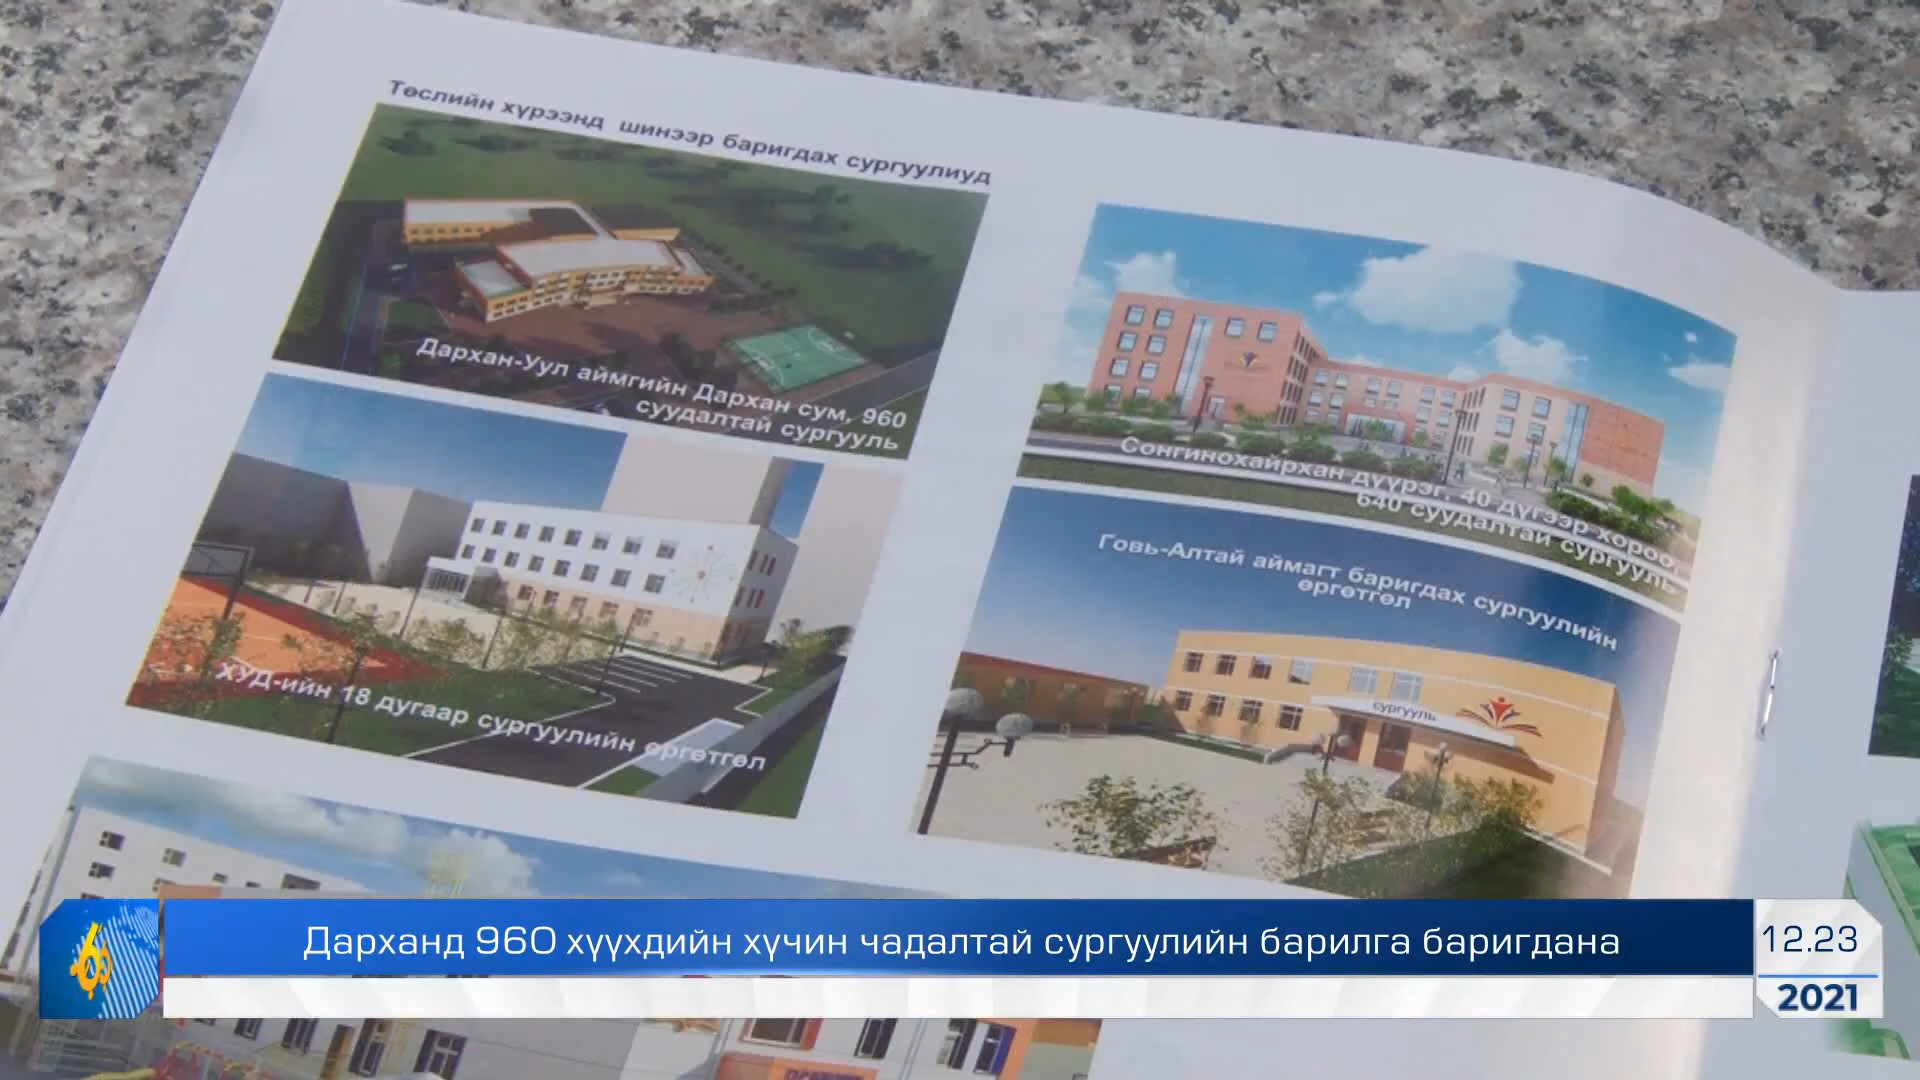 Төслийн хүрээнд шинээр баригдах сургуулиуд
Дархан-Уул аймгийн Дархан сум, 960
суудалтай сургууль
Сонгинохайрхан дүүрэг, 40 дүгээр хороо,
640 суудалтай сургууль
ХУД-ийн 18 дугаар сургуулийн өргөтгөл
Говь-Алтай аймагт баригдах сургуулийн
өргөтгөл
сургууль
Дарханд 960 хүүхдийн хүчин чадалтай сургуулийн барилга баригдана
12.23
2021